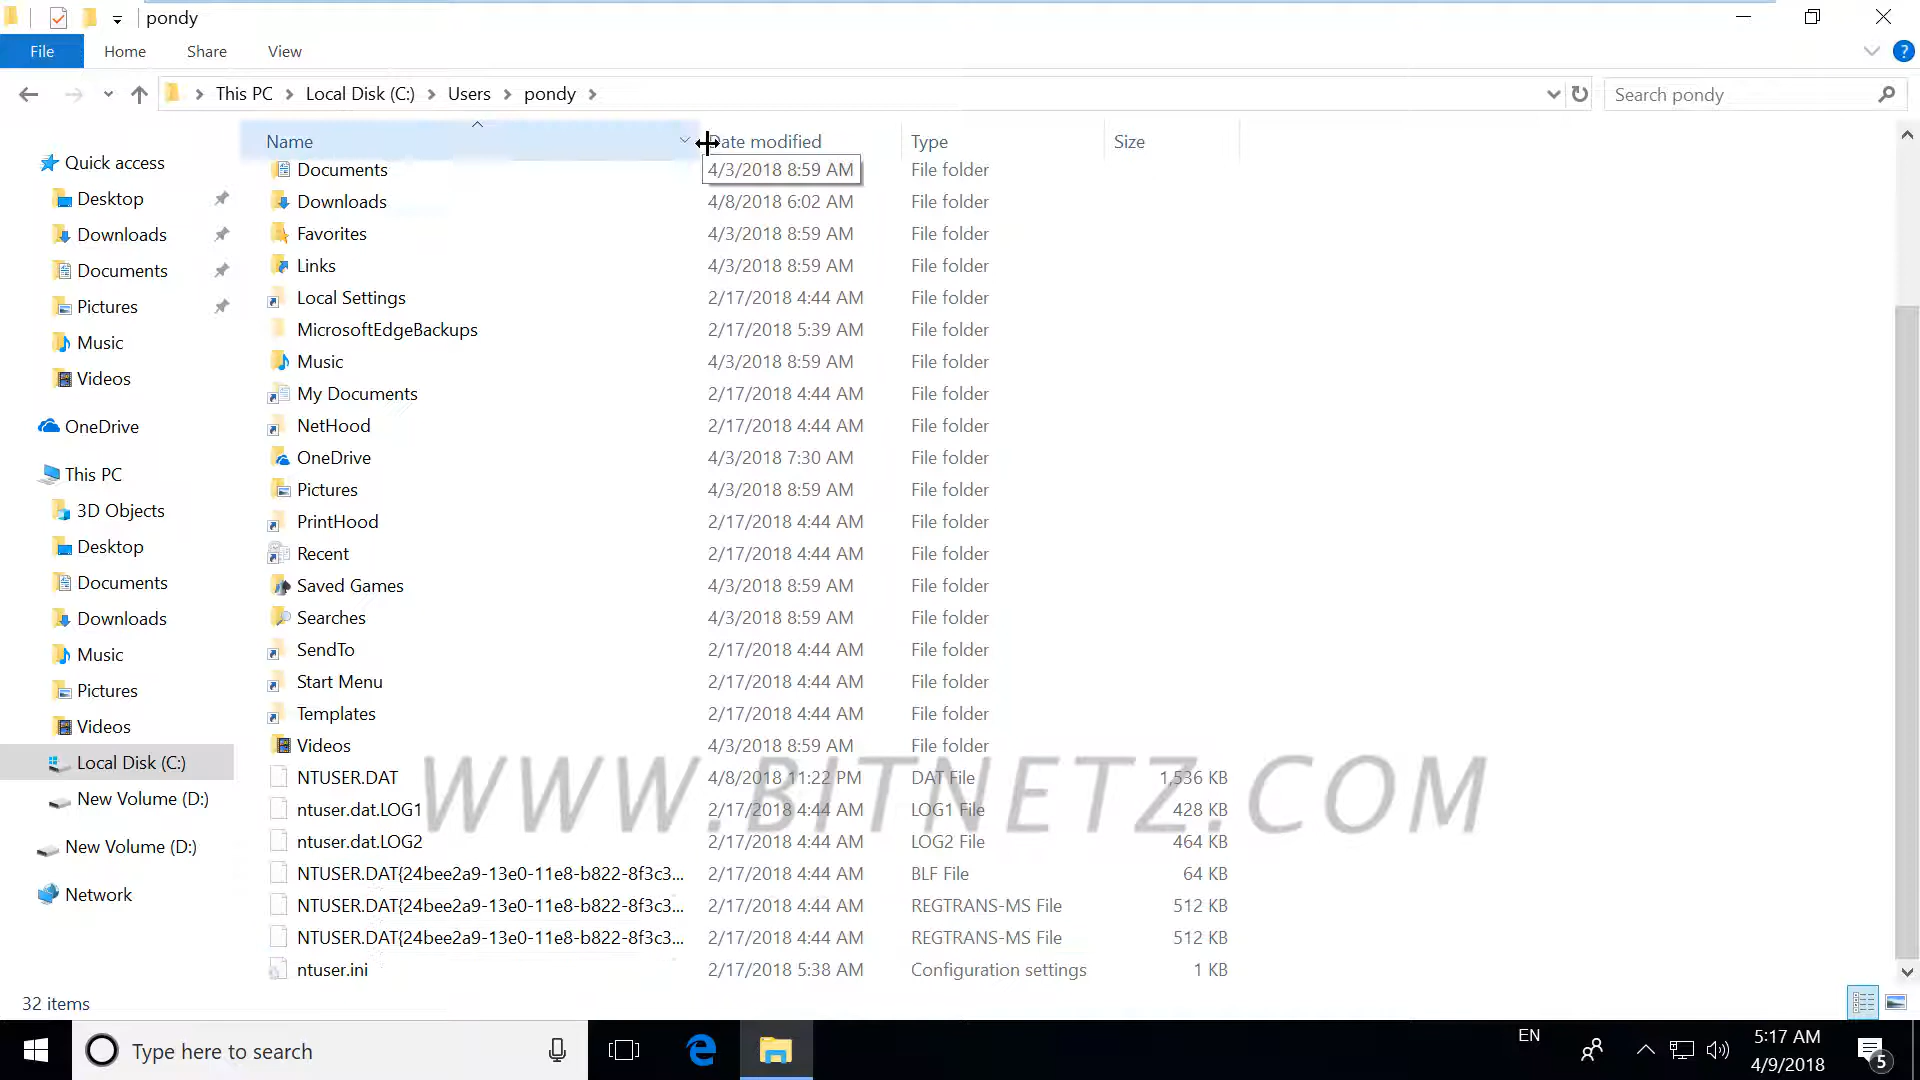 pondy
File Home Share View
This PC Local Disk (C:) Users pondy
Search pondy
Quick access
Desktop
Downloads
Documents
Pictures
Music
Videos
OneDrive
This PC
3D Objects
Desktop
Documents
Downloads
Music
Pictures
Videos
Local Disk (C:)
New Volume (D:)
New Volume (D:)
Network
Name Date modified Type Size
Documents 4/3/2018 8:59 AM File folder
Downloads 4/8/2018 6:02 AM File folder
Favorites 4/3/2018 8:59 AM File folder
Links 4/3/2018 8:59 AM File folder
Local Settings 2/17/2018 4:44 AM File folder
MicrosoftEdgeBackups 2/17/2018 5:39 AM File folder
Music 4/3/2018 8:59 AM File folder
My Documents 2/17/2018 4:44 AM File folder
NetHood 2/17/2018 4:44 AM File folder
OneDrive 4/3/2018 7:30 AM File folder
Pictures 4/3/2018 8:59 AM File folder
PrintHood 2/17/2018 4:44 AM File folder
Recent 2/17/2018 4:44 AM File folder
Saved Games 4/3/2018 8:59 AM File folder
Searches 4/3/2018 8:59 AM File folder
SendTo 2/17/2018 4:44 AM File folder
Start Menu 2/17/2018 4:44 AM File folder
Templates 2/17/2018 4:44 AM File folder
Videos 4/3/2018 8:59 AM File folder
NTUSER.DAT 4/8/2018 11:22 PM DAT File 1,536 KB
ntuser.dat.LOG1 2/17/2018 4:44 AM LOG1 File 428 KB
ntuser.dat.LOG2 2/17/2018 4:44 AM LOG2 File 464 KB
NTUSER.DAT{24bee2a9-13e0-11e8-b822-8f3c3... 2/17/2018 4:44 AM BLF File 64 KB
NTUSER.DAT{24bee2a9-13e0-11e8-b822-8f3c3... 2/17/2018 4:44 AM REGTRANS-MS File 512 KB
NTUSER.DAT{24bee2a9-13e0-11e8-b822-8f3c3... 2/17/2018 4:44 AM REGTRANS-MS File 512 KB
ntuser.ini 2/17/2018 5:38 AM Configuration settings 1 KB
WWW.BITNETZ.COM
32 items
Type here to search
EN
5:17 AM
4/9/2018
5